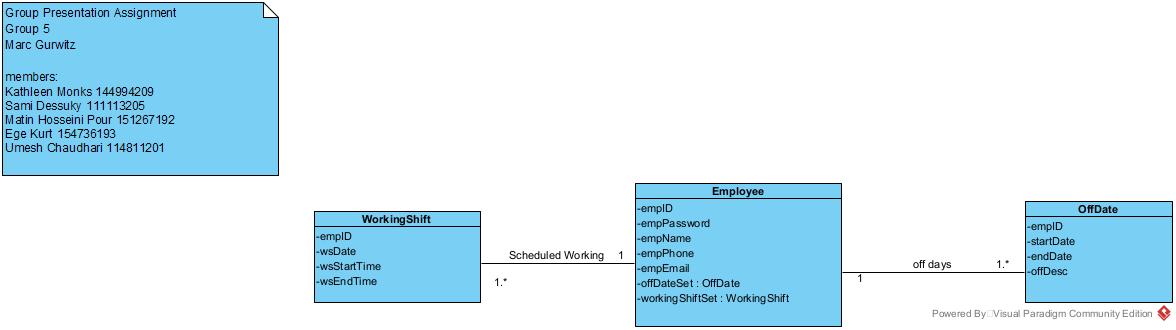 Group Presentation Assignment
Group 5
Marc Gurwitz
members:
Kathleen Monks 144994209
Sami Dessuky 111113205
Matin Hosseini Pour 151267192
Ege Kurt 154736193
Umesh Chaudhari 114811201
WorkingShift
-empID
-wsDate
-wsStartTime
-wsEndTime
Scheduled Working 1
1.*
Employee
-empID
-empPassword
-empName
-empPhone
-empEmail
-offDateSet : OffDate
-workingShiftSet : WorkingShift
off days 1.*
1
OffDate
-empID
-startDate
-endDate
-offDesc
Powered By Visual Paradigm Community Edition